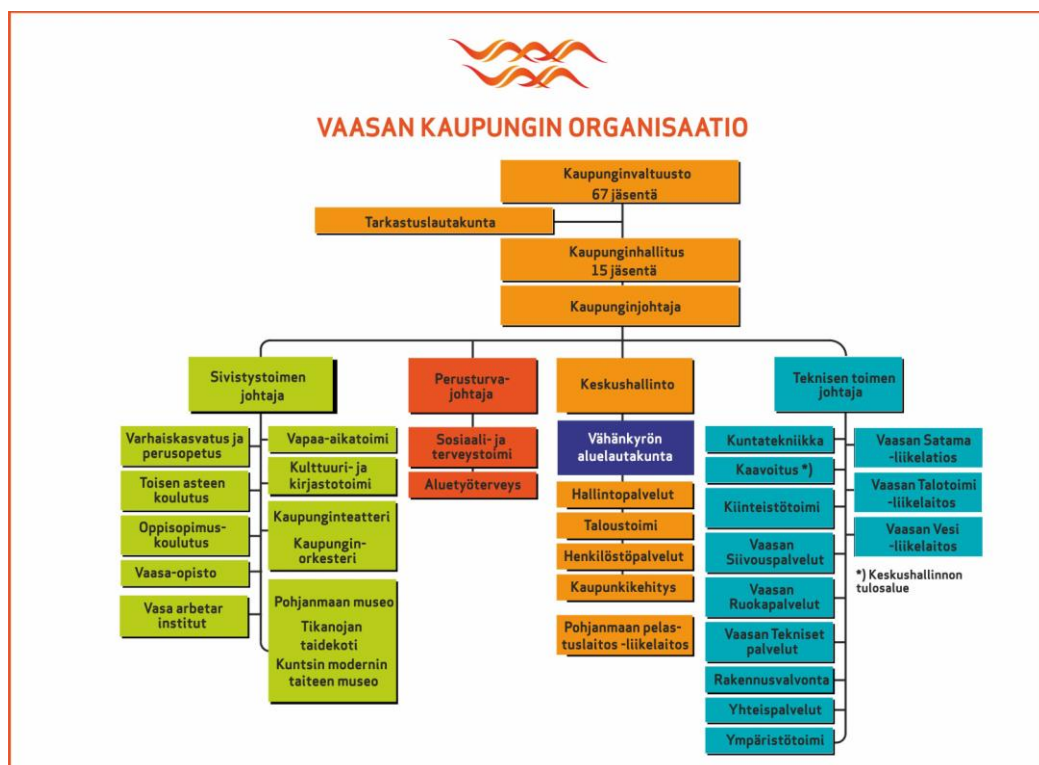 VAASAN KAUPUNGIN ORGANISAATIO
Kaupunginvaltuusto
67 jäsentä
Tarkastuslautakunta
Kaupunginhallitus
15 jäsentä
Kaupunginjohtaja
Sivistystoimen
johtaja
Varhaiskasvatus ja
perusopetus
Toisen asteen
koulutus
Oppisopimus-
koulutus
Vaasa-opisto
Vasa arbetar
institut
Vapaa-aikatoimi
Kulttuuri- ja
kirjastotoimi
Kaupunginteatteri
Kaupungin-
orkesteri
Pohjanmaan museo
Tikanojan
taidekoti
Kuntsin modernin
taiteen museo
Perusturva-
johtaja
Sosiaali- ja
terveystoimi
Aluetyöterveys
Keskushallinto
Vähänkyrön
aluelautakunta
Hallintopalvelut
Taloustoimi
Henkilöstöpalvelut
Kaupunkikehitys
Pohjanmaan pelas-
tuslaitos -liikelaitos
Teknisen toimen
johtaja
Kuntatekniikka
Kaavoitus *)
Kiinteistötoimi
Vaasan
Siivouspalvelut
Vaasan
Ruokapalvelut
Vaasan Tekniset
palvelut
Rakennusvalvonta
Yhteispalvelut
Ympäristötoimi
Vaasan Satama
-liikelatios
Vaasan Talotoimi
-liikelaitos
Vaasan Vesi
-liikelaitos
*) Keskushallinnon
tulosalue